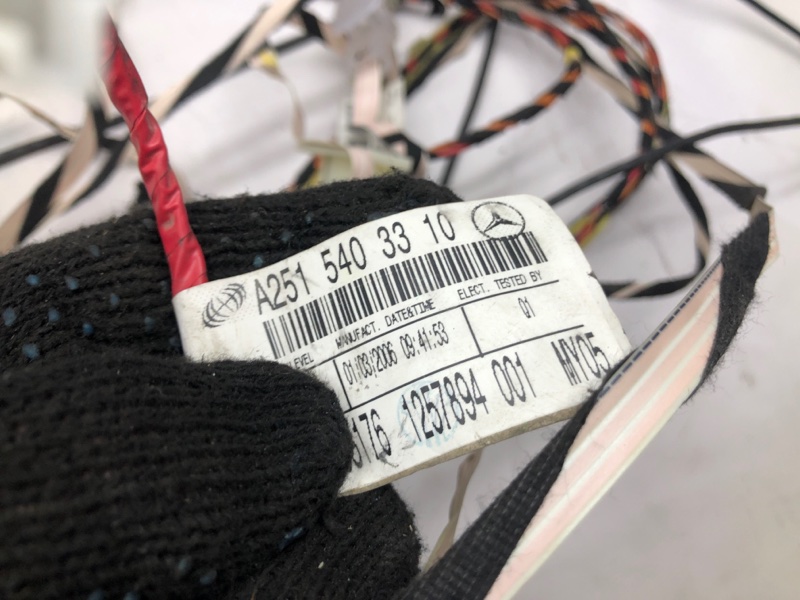 A251 540 33 10
MANUFACT. DATE&TIME ELECT. TESTED BY
01/03/2006 09:41:53 01
1257894 001 MY05